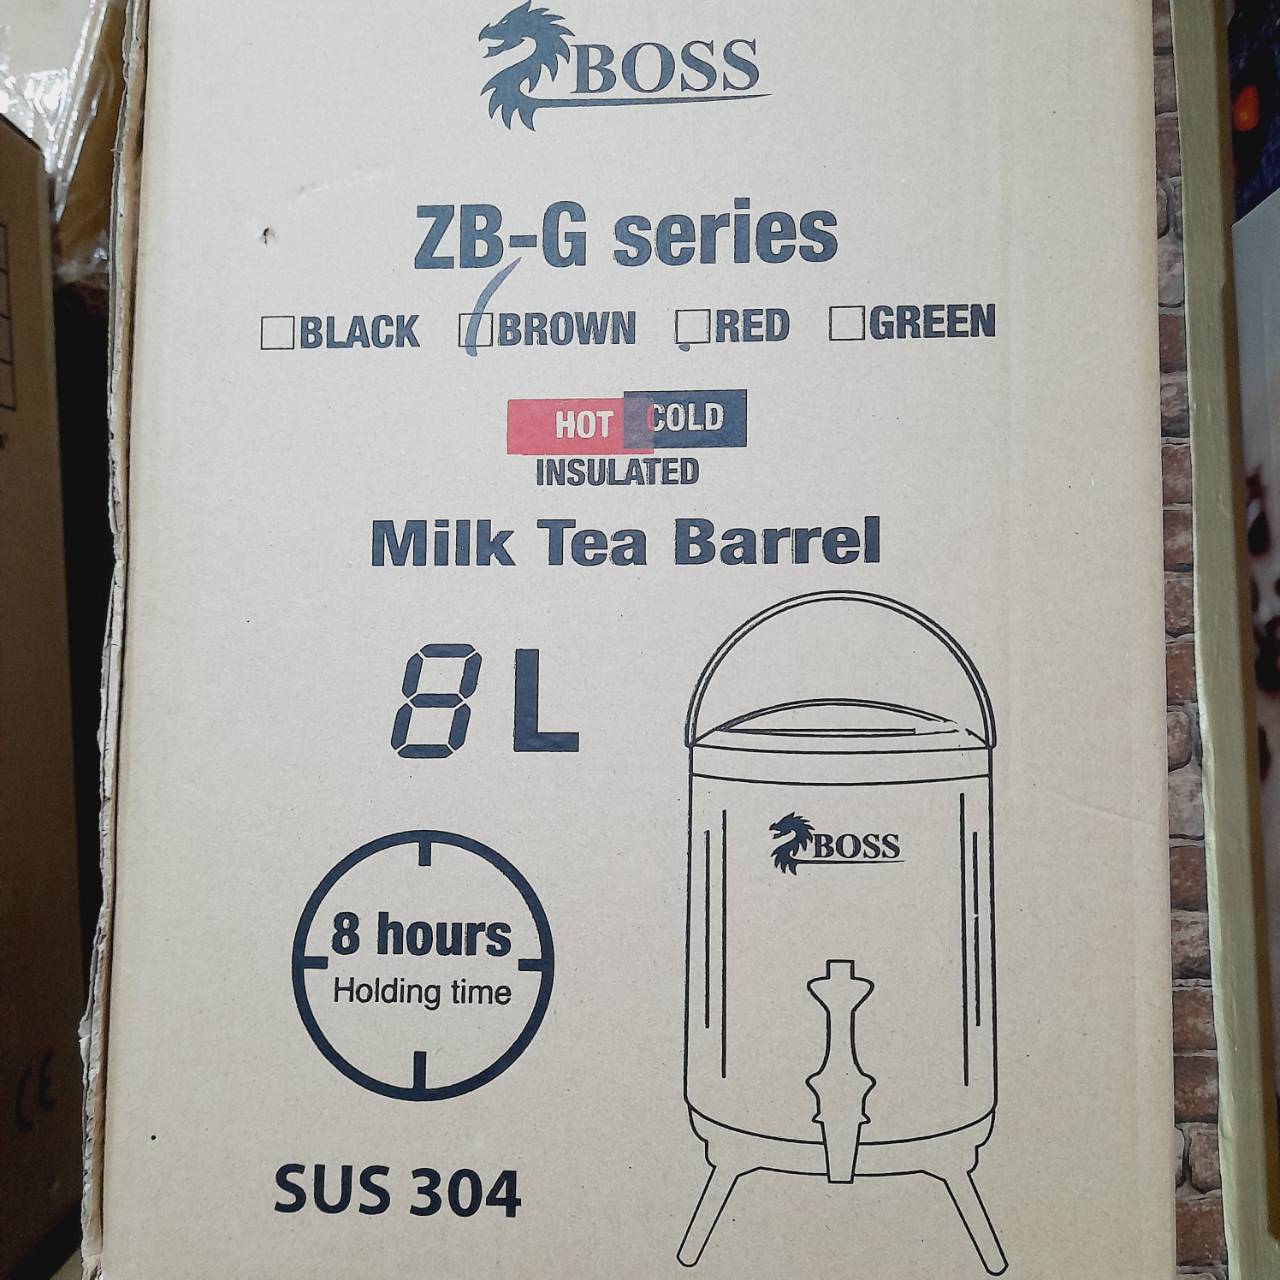 BOSS
ZB-G series
BLACK BROWN RED GREEN
HOT COLD
INSULATED
Milk Tea Barrel
8 L
BOSS
8 hours
Holding time
SUS 304
CE